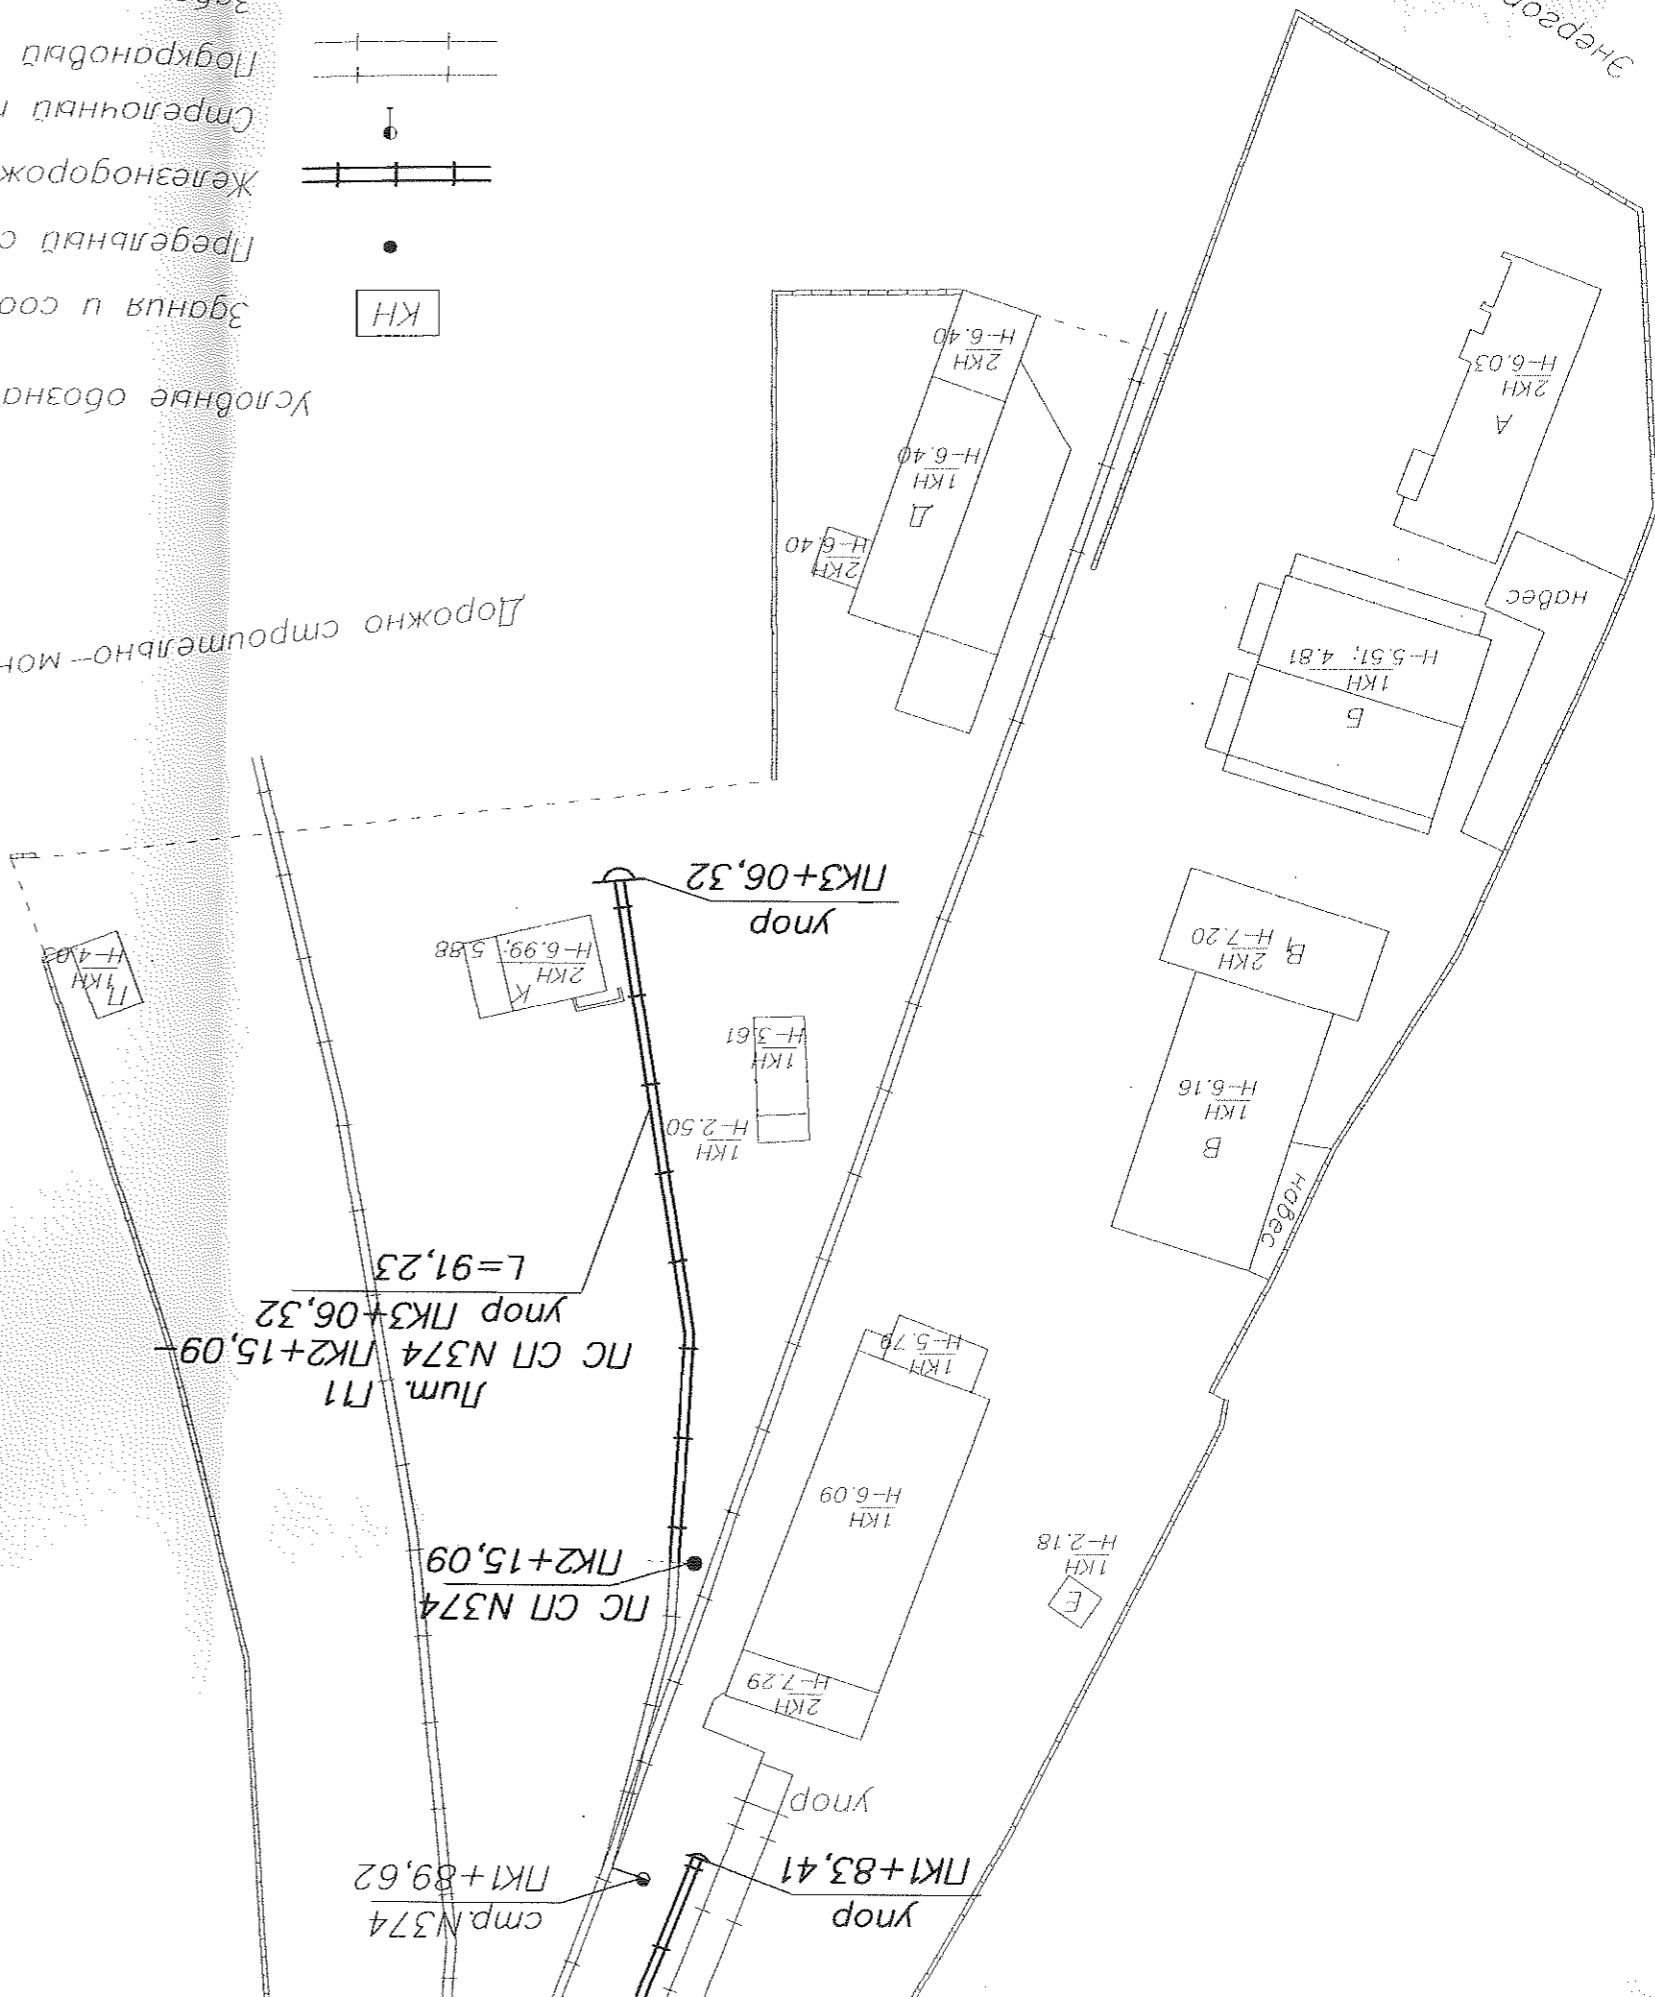 стр.N374
ПК1+89,62
упор
ПК1+83,41
упор
2КН
Н-7.29
ПС СП N374
ПК2+15,09
Е
1КН
Н-2.18
1КН
Н-6.09
Лит. П1
ПС СП N374 ПК2+15,09-
упор ПК3+06,32
L=91,23
1КН
Н-5.79
навес
В
1КН
Н-6.16
1КН
Н-2.50
1КН
Н-3.61
П
1КН
К
2КН
Н-6.99; 5.88
В₁
2КН
Н-7.20
упор
ПК3+06,32
Б
1КН
Н-5.51; 4.81
навес
Дорожно строительно-мон
2КН
Н-6.40
Д
1КН
Н-6.40
А
2КН
Н-6.03
2КН
Н-6.40
Условные обозна
КН
Здания и соо
Предельный с
Железнодорож
Стрелочный
Подкрановый
Энергор